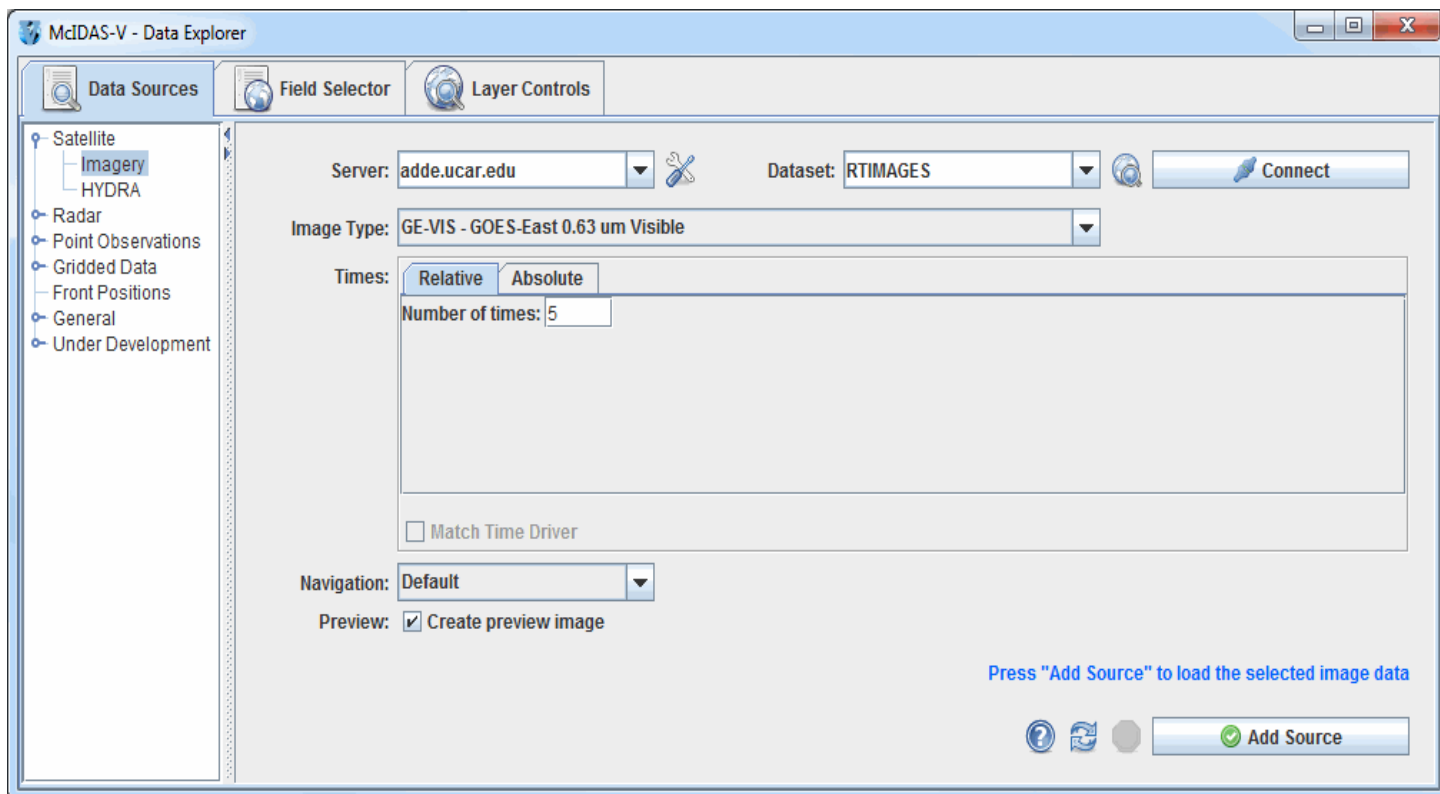 McIDAS-V - Data Explorer
Data Sources
Field Selector
Layer Controls
Satellite
Imagery
HYDRA
Radar
Point Observations
Gridded Data
Front Positions
General
Under Development
Server: adde.ucar.edu
Dataset: RTIMAGES
Connect
Image Type: GE-VIS - GOES-East 0.63 um Visible
Times:
Relative
Absolute
Number of times: 5
Match Time Driver
Navigation: Default
Preview: Create preview image
Press "Add Source" to load the selected image data
Add Source